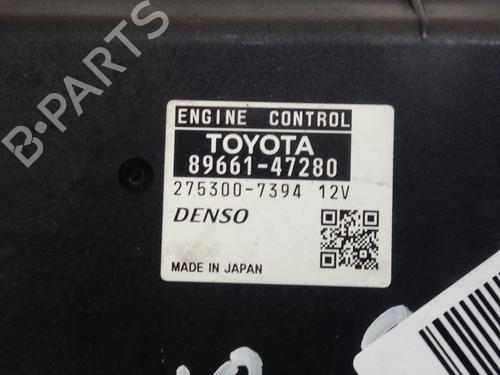 B-PARTS
ENGINE CONTROL
TOYOTA
89661-47280
275300-7394 12V
DENSO
MADE IN JAPAN